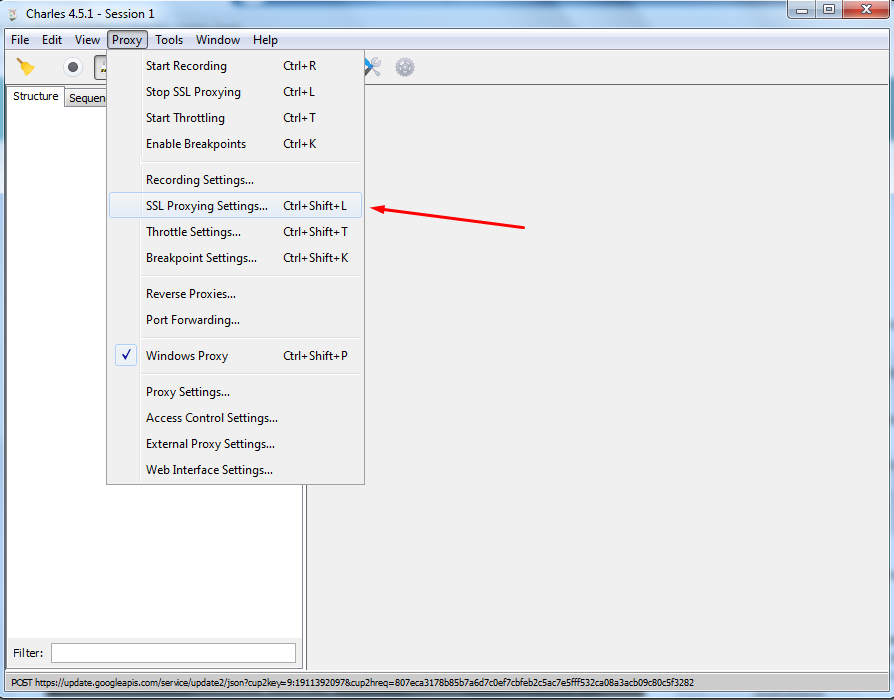 Charles 4.5.1 - Session 1
File Edit View Proxy Tools Window Help
Structure Sequen
Start Recording Ctrl+R
Stop SSL Proxying Ctrl+L
Start Throttling Ctrl+T
Enable Breakpoints Ctrl+K
Recording Settings...
SSL Proxying Settings... Ctrl+Shift+L
Throttle Settings... Ctrl+Shift+T
Breakpoint Settings... Ctrl+Shift+K
Reverse Proxies...
Port Forwarding...
Windows Proxy Ctrl+Shift+P
Proxy Settings...
Access Control Settings...
External Proxy Settings...
Web Interface Settings...
Filter:
POST https://update.googleapis.com/service/update2/json?cup2key=9:1911392097&cup2hreq=807eca3178b85b7a6d7c0ef7cbfeb2c5ac7e5fff532ca08a3acb09c80c5f3282